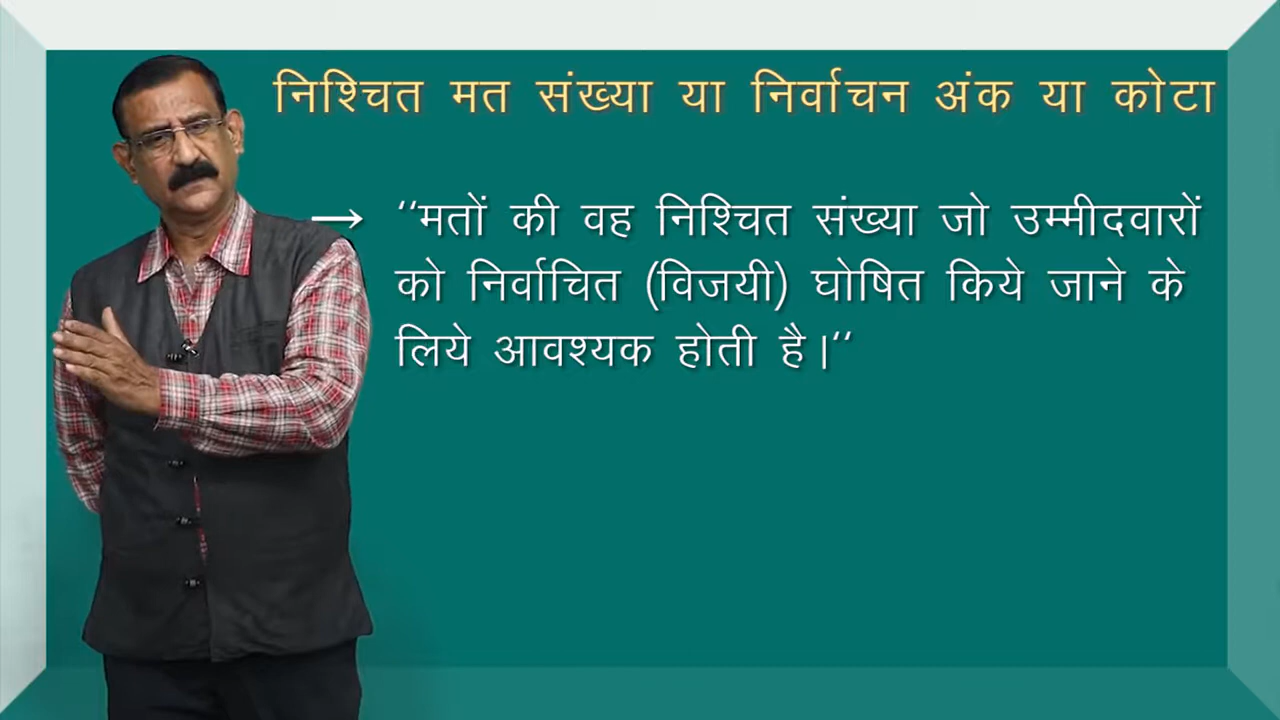 निश्चित मत संख्या या निर्वाचन अंक या कोटा
→ ‘‘मतों की वह निश्चित संख्या जो उम्मीदवारों
को निर्वाचित (विजयी) घोषित किये जाने के
लिये आवश्यक होती है।‘‘